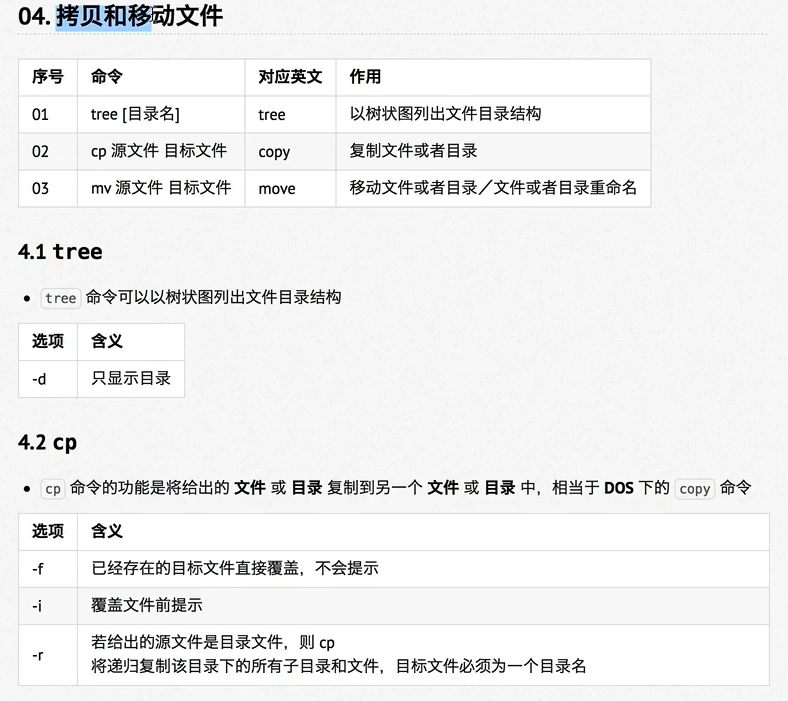 04. 拷贝和移动文件
序号 命令 对应英文 作用
01 tree [目录名] tree 以树状图列出文件目录结构
02 cp 源文件 目标文件 copy 复制文件或者目录
03 mv 源文件 目标文件 move 移动文件或者目录／文件或者目录重命名
4.1 tree
• tree 命令可以以树状图列出文件目录结构
选项 含义
-d 只显示目录
4.2 cp
• cp 命令的功能是将给出的 文件 或 目录 复制到另一个 文件 或 目录 中，相当于 DOS 下的 copy 命令
选项 含义
-f 已经存在的目标文件直接覆盖，不会提示
-i 覆盖文件前提示
-r 若给出的源文件是目录文件，则 cp
将递归复制该目录下的所有子目录和文件，目标文件必须为一个目录名